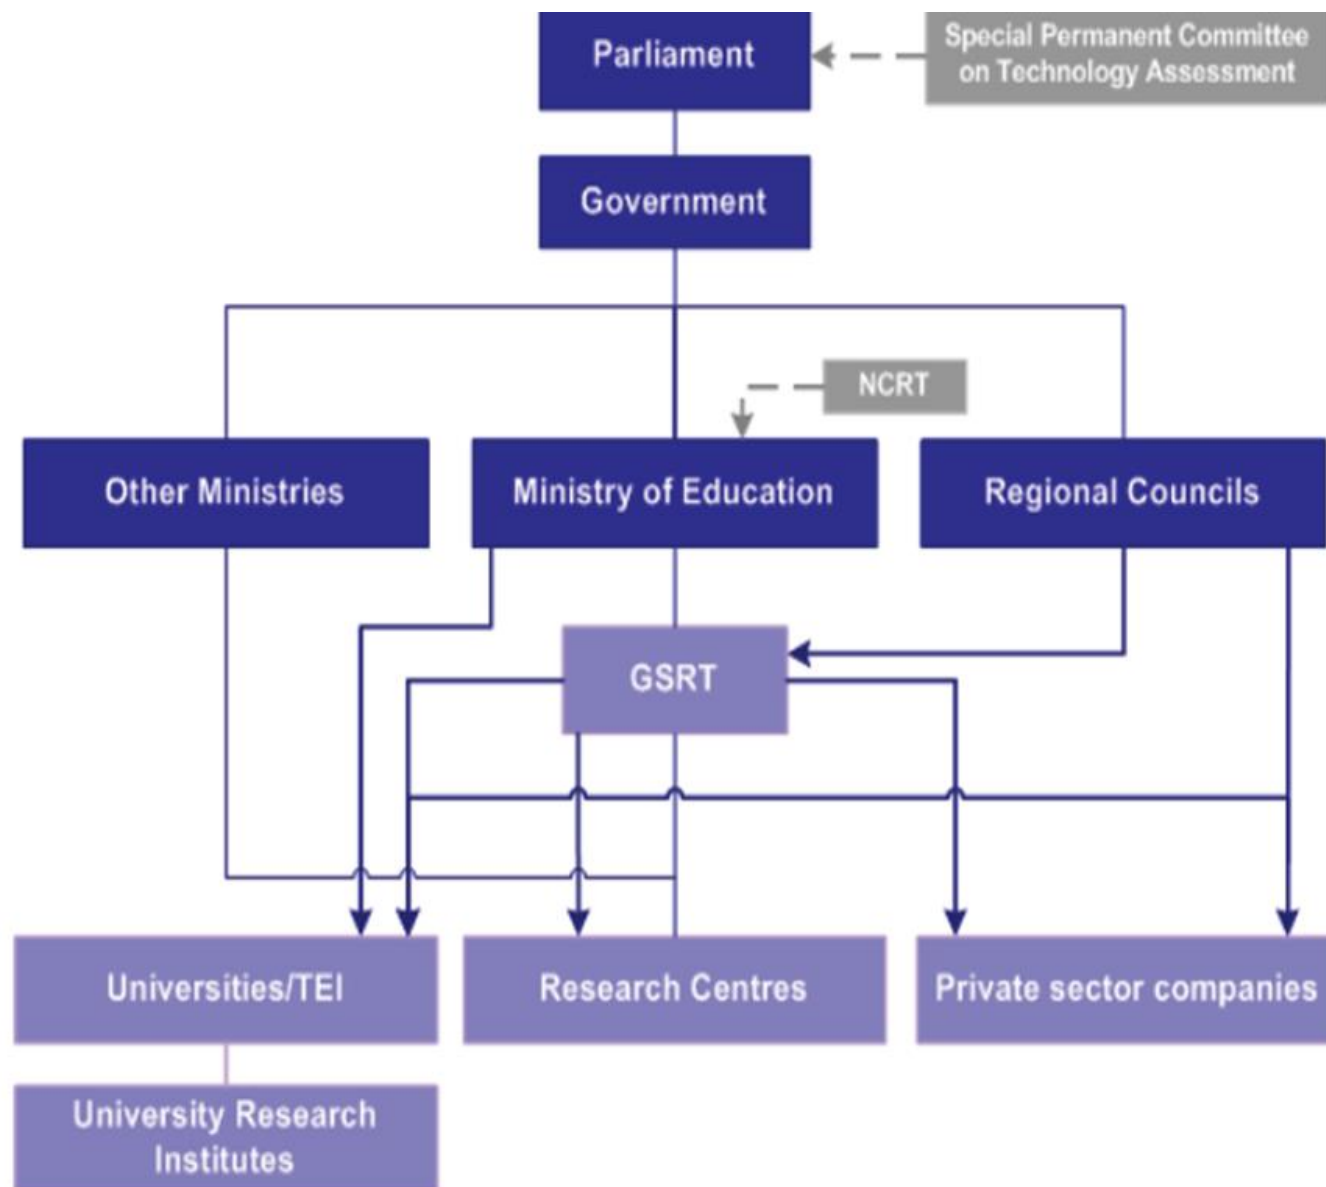 Parliament
Special Permanent Committee
on Technology Assessment
Government
NCRT
Other Ministries
Ministry of Education
Regional Councils
GSRT
Universities/TEI
Research Centres
Private sector companies
University Research
Institutes